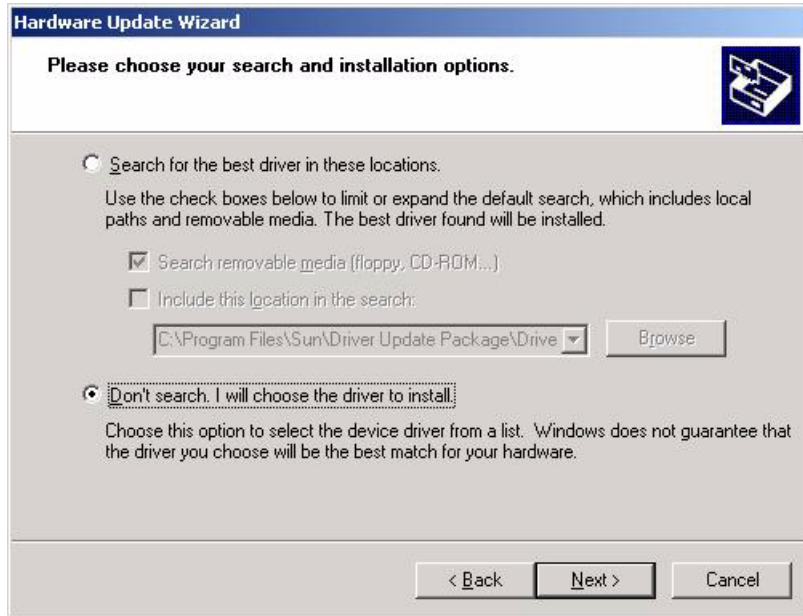 Hardware Update Wizard
Please choose your search and installation options.
Search for the best driver in these locations.
Use the check boxes below to limit or expand the default search, which includes local
paths and removable media. The best driver found will be installed.
Search removable media (floppy, CD-ROM...)
Include this location in the search:
C:\Program Files\Sun\Driver Update Package\Drive
Browse
Don't search. I will choose the driver to install.
Choose this option to select the device driver from a list. Windows does not guarantee that
the driver you choose will be the best match for your hardware.
< Back Next > Cancel